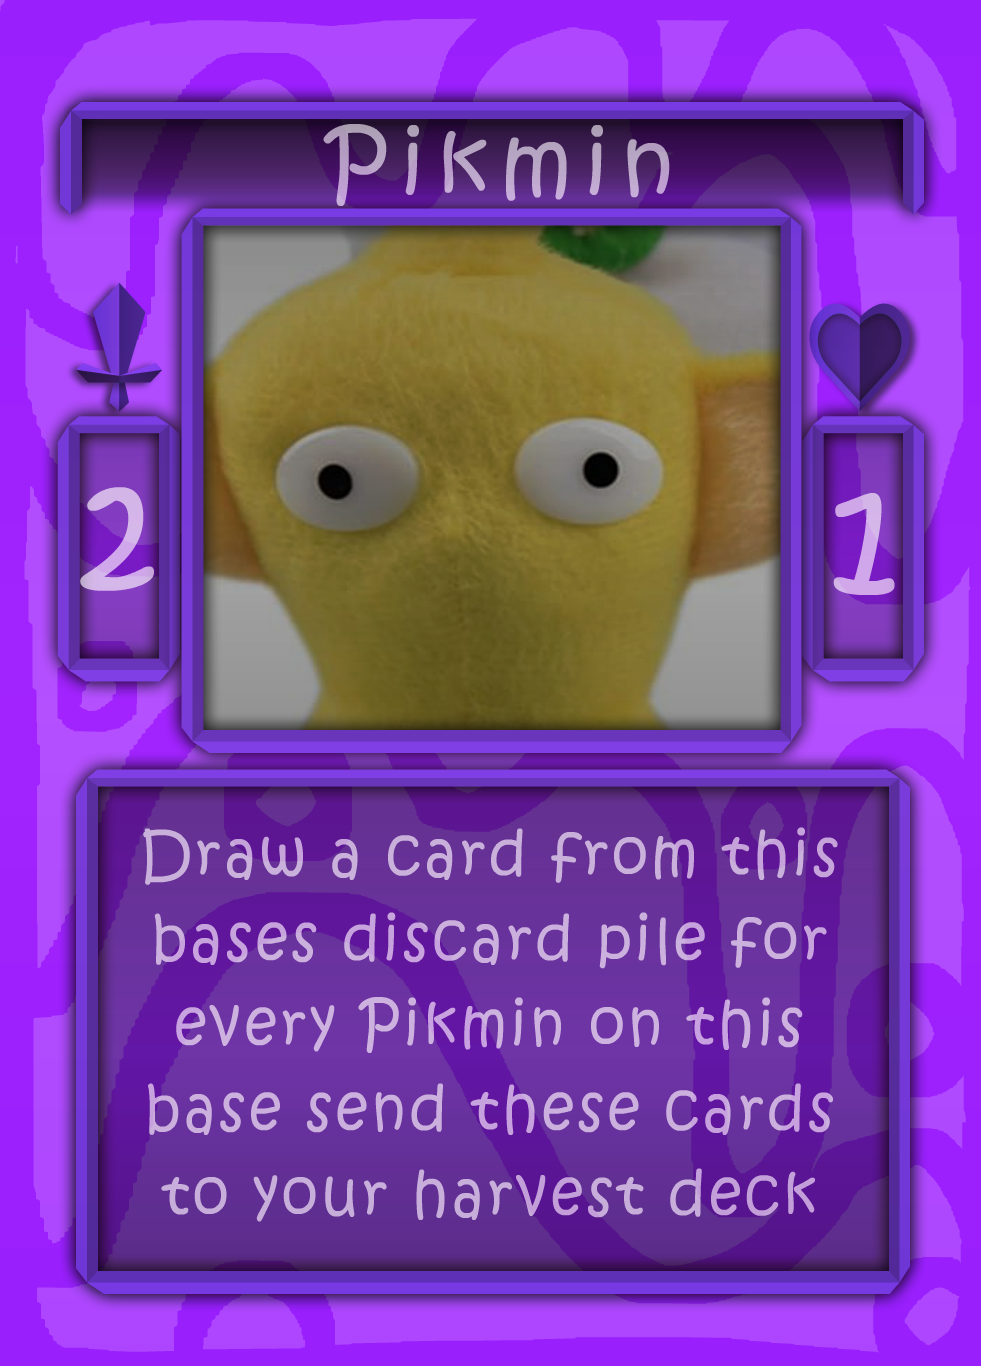 Pikmin
2
1
Draw a card from this
bases discard pile for
every Pikmin on this
base send these cards
to your harvest deck